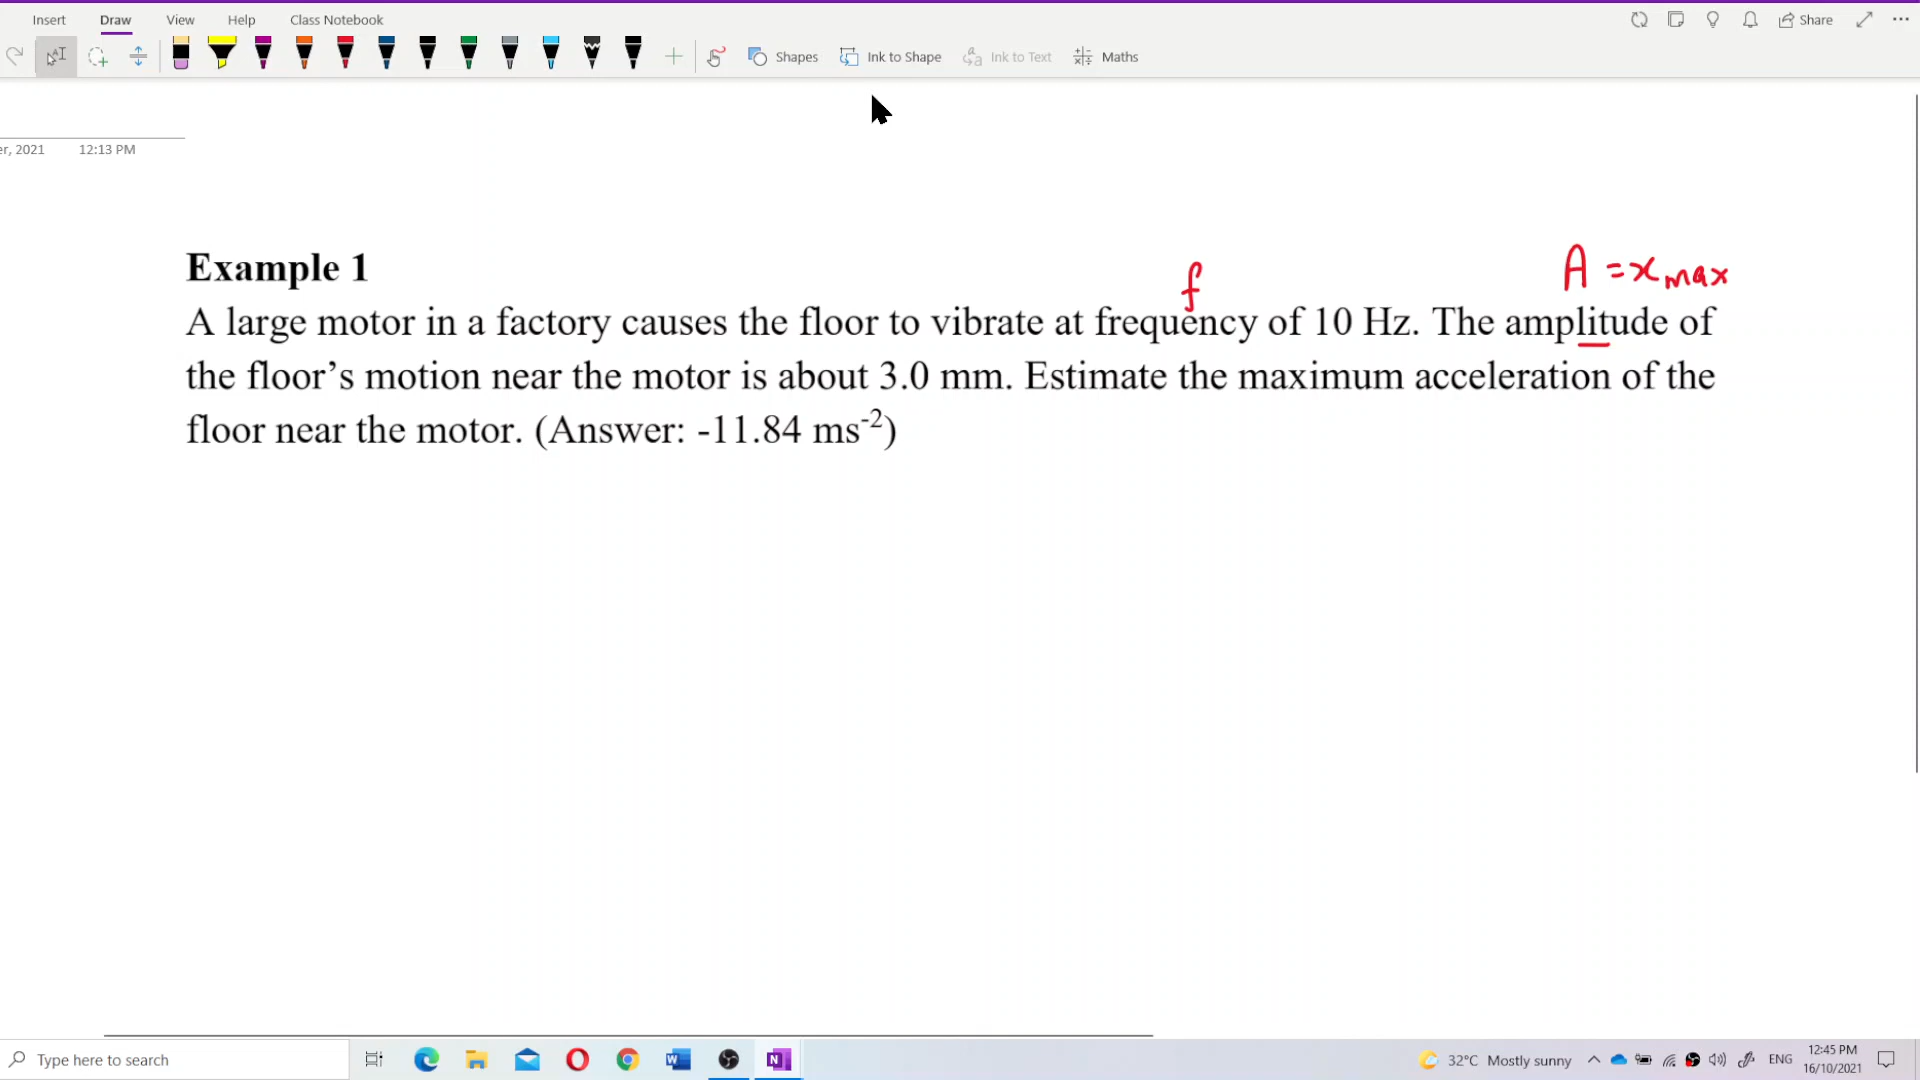 Insert Draw View Help Class Notebook Share
Shapes Ink to Shape Ink to Text Maths
er, 2021 12:13 PM
Example 1
f A = x max
A large motor in a factory causes the floor to vibrate at frequency of 10 Hz. The amplitude of
the floor's motion near the motor is about 3.0 mm. Estimate the maximum acceleration of the
floor near the motor. (Answer: -11.84 ms⁻²)
Type here to search 32°C Mostly sunny ENG 12:45 PM
16/10/2021